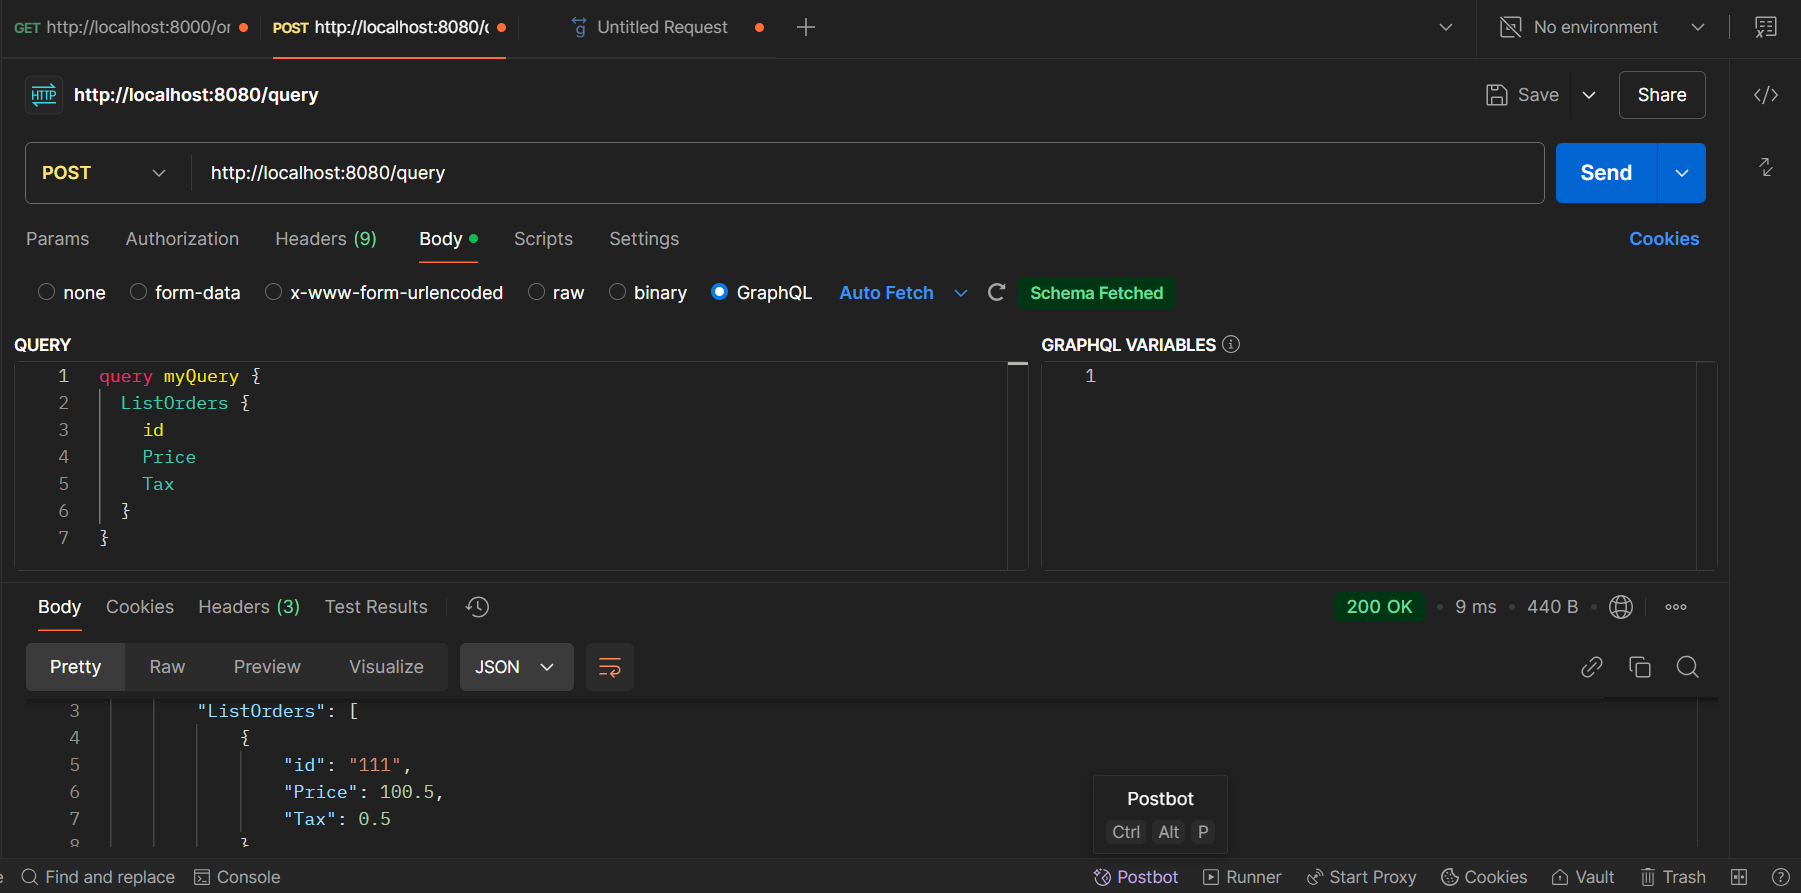 GET http://localhost:8000/or
POST http://localhost:8080/
Untitled Request
No environment
HTTP http://localhost:8080/query
Save
Share
POST http://localhost:8080/query
Send
Params Authorization Headers (9) Body Scripts Settings Cookies
none form-data x-www-form-urlencoded raw binary GraphQL Auto Fetch Schema Fetched
QUERY
1 query myQuery {
2 ListOrders {
3 id
4 Price
5 Tax
6 }
7 }
GRAPHQL VARIABLES
1
Body Cookies Headers (3) Test Results 200 OK • 9 ms • 440 B •
Pretty Raw Preview Visualize JSON
3 "ListOrders": [
4 {
5 "id": "111",
6 "Price": 100.5,
7 "Tax": 0.5
8 }
Postbot
Ctrl Alt P
Find and replace Console Postbot Runner Start Proxy Cookies Vault Trash